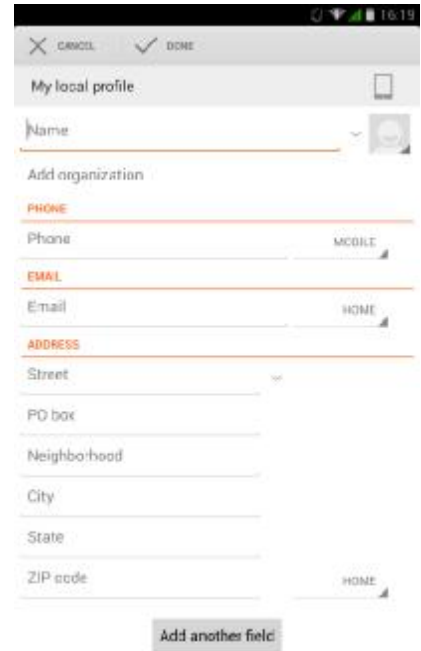 16:19
CANCEL DONE
My local profile
Name
Add organization
PHONE
Phone MOBILE
EMAIL
Email HOME
ADDRESS
Street
PO box
Neighborhood
City
State
ZIP code HOME
Add another field